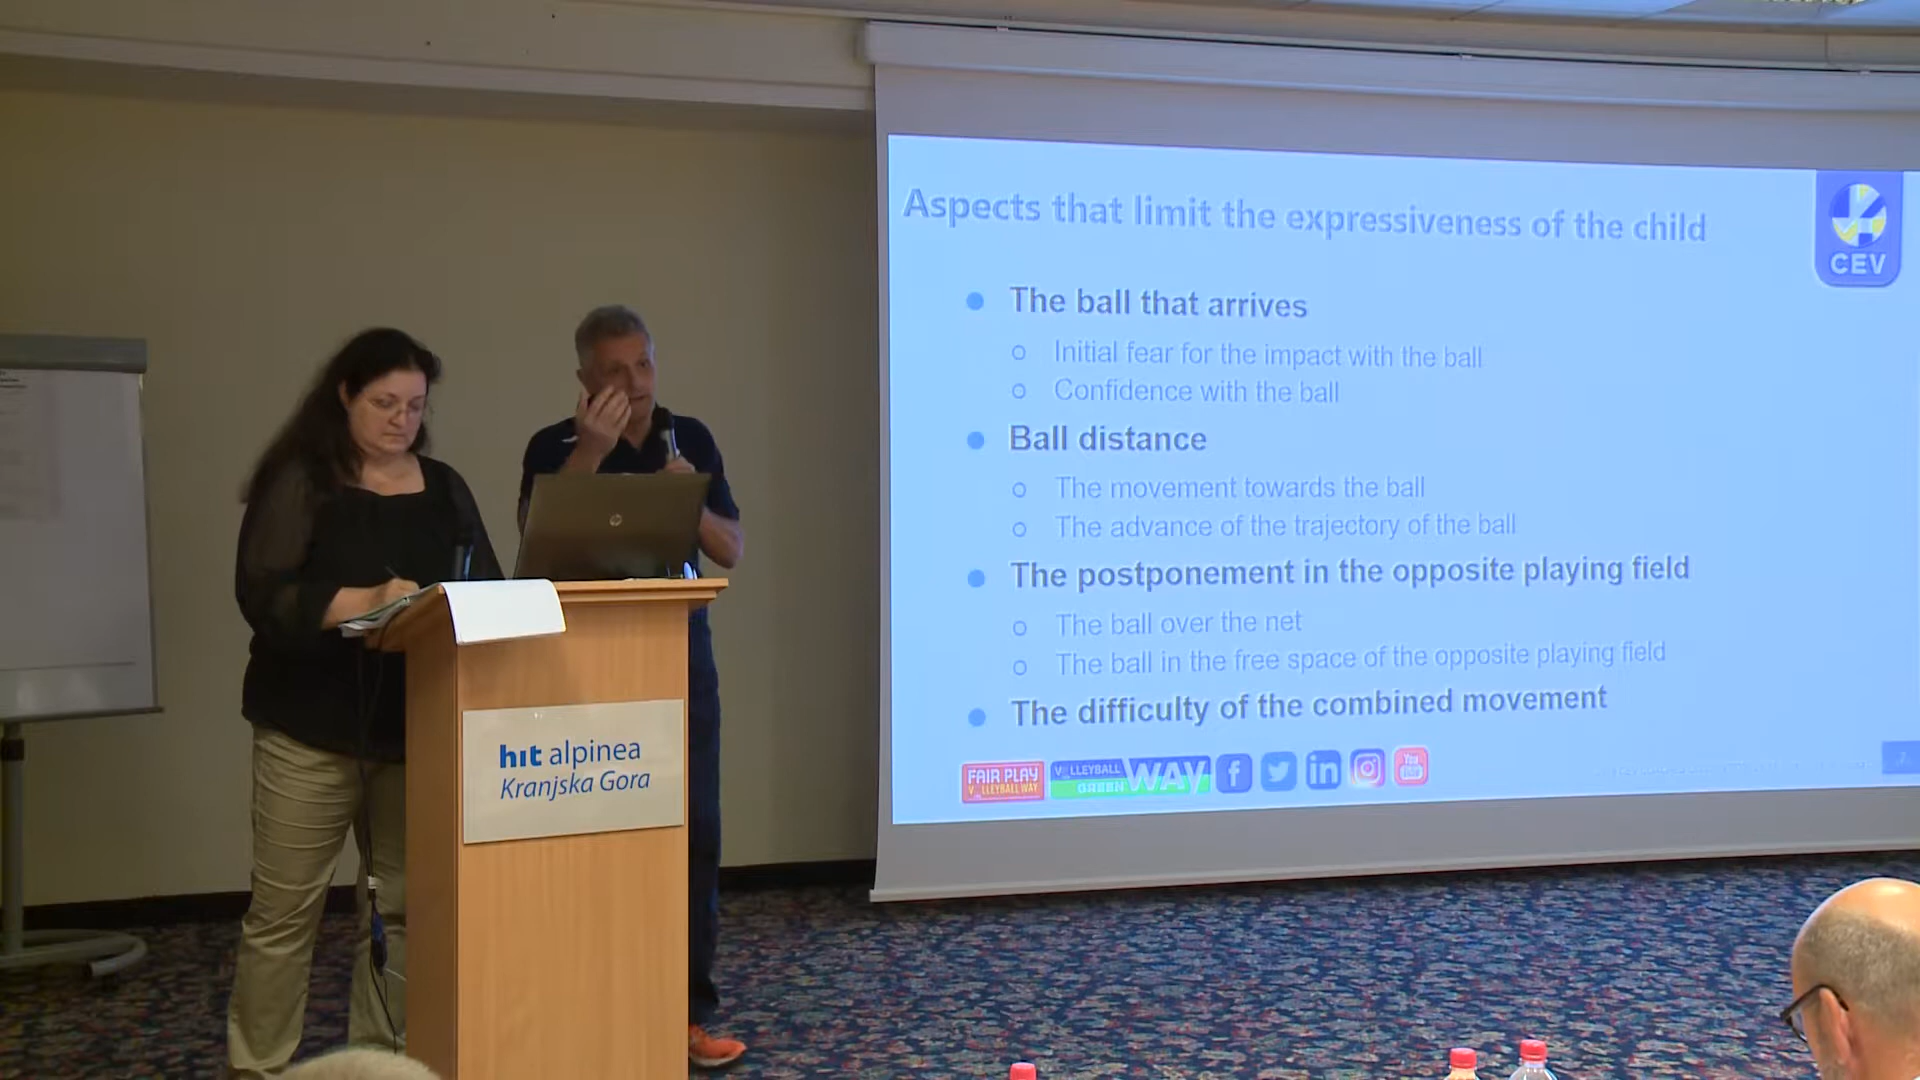 Aspects that limit the expressiveness of the child
CEV
The ball that arrives
Initial fear for the impact with the ball
Confidence with the ball
Ball distance
The movement towards the ball
The advance of the trajectory of the ball
The postponement in the opposite playing field
The ball over the net
The ball in the free space of the opposite playing field
The difficulty of the combined movement
FAIR PLAY
VOLLEYBALL WAY
VOLLEYBALL
GREEN WAY
You Tube
hit alpinea
Kranjska Gora
hp